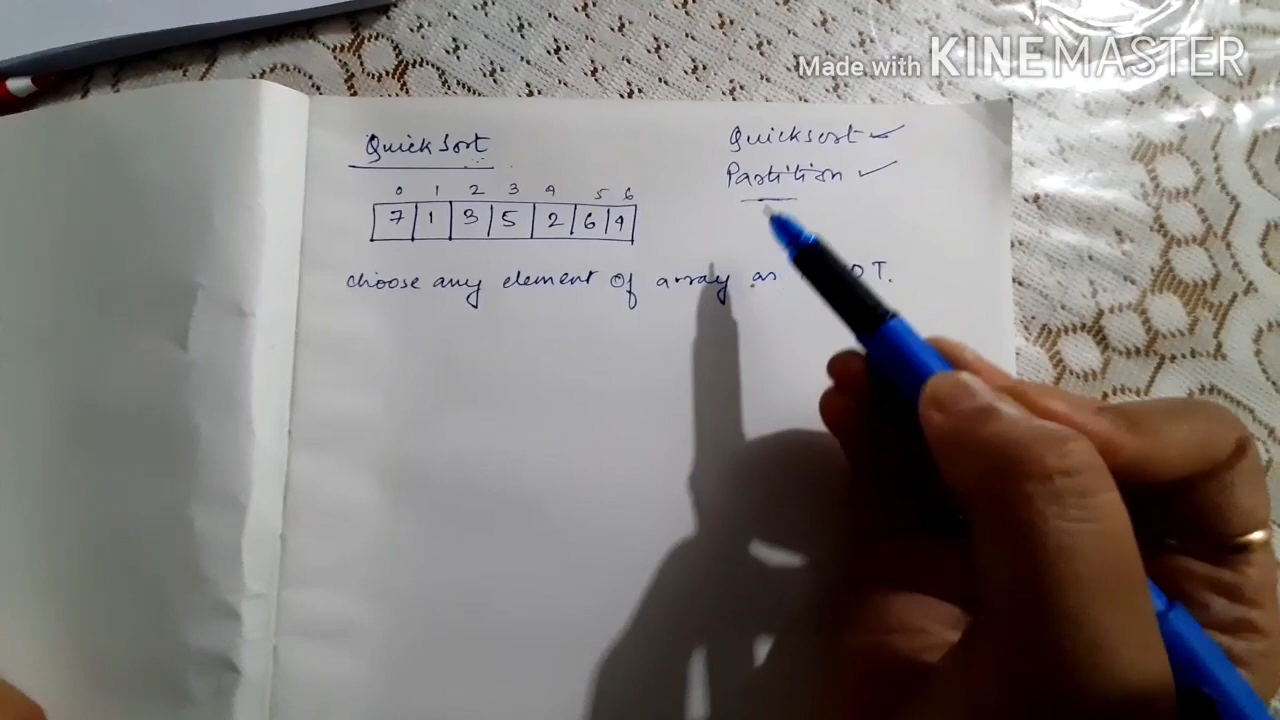 Made with KINEMASTER
QuickSort
Quicksort
Partition
0 1 2 3 4 5 6
7 1 3 5 2 6 4
choose any element of array as